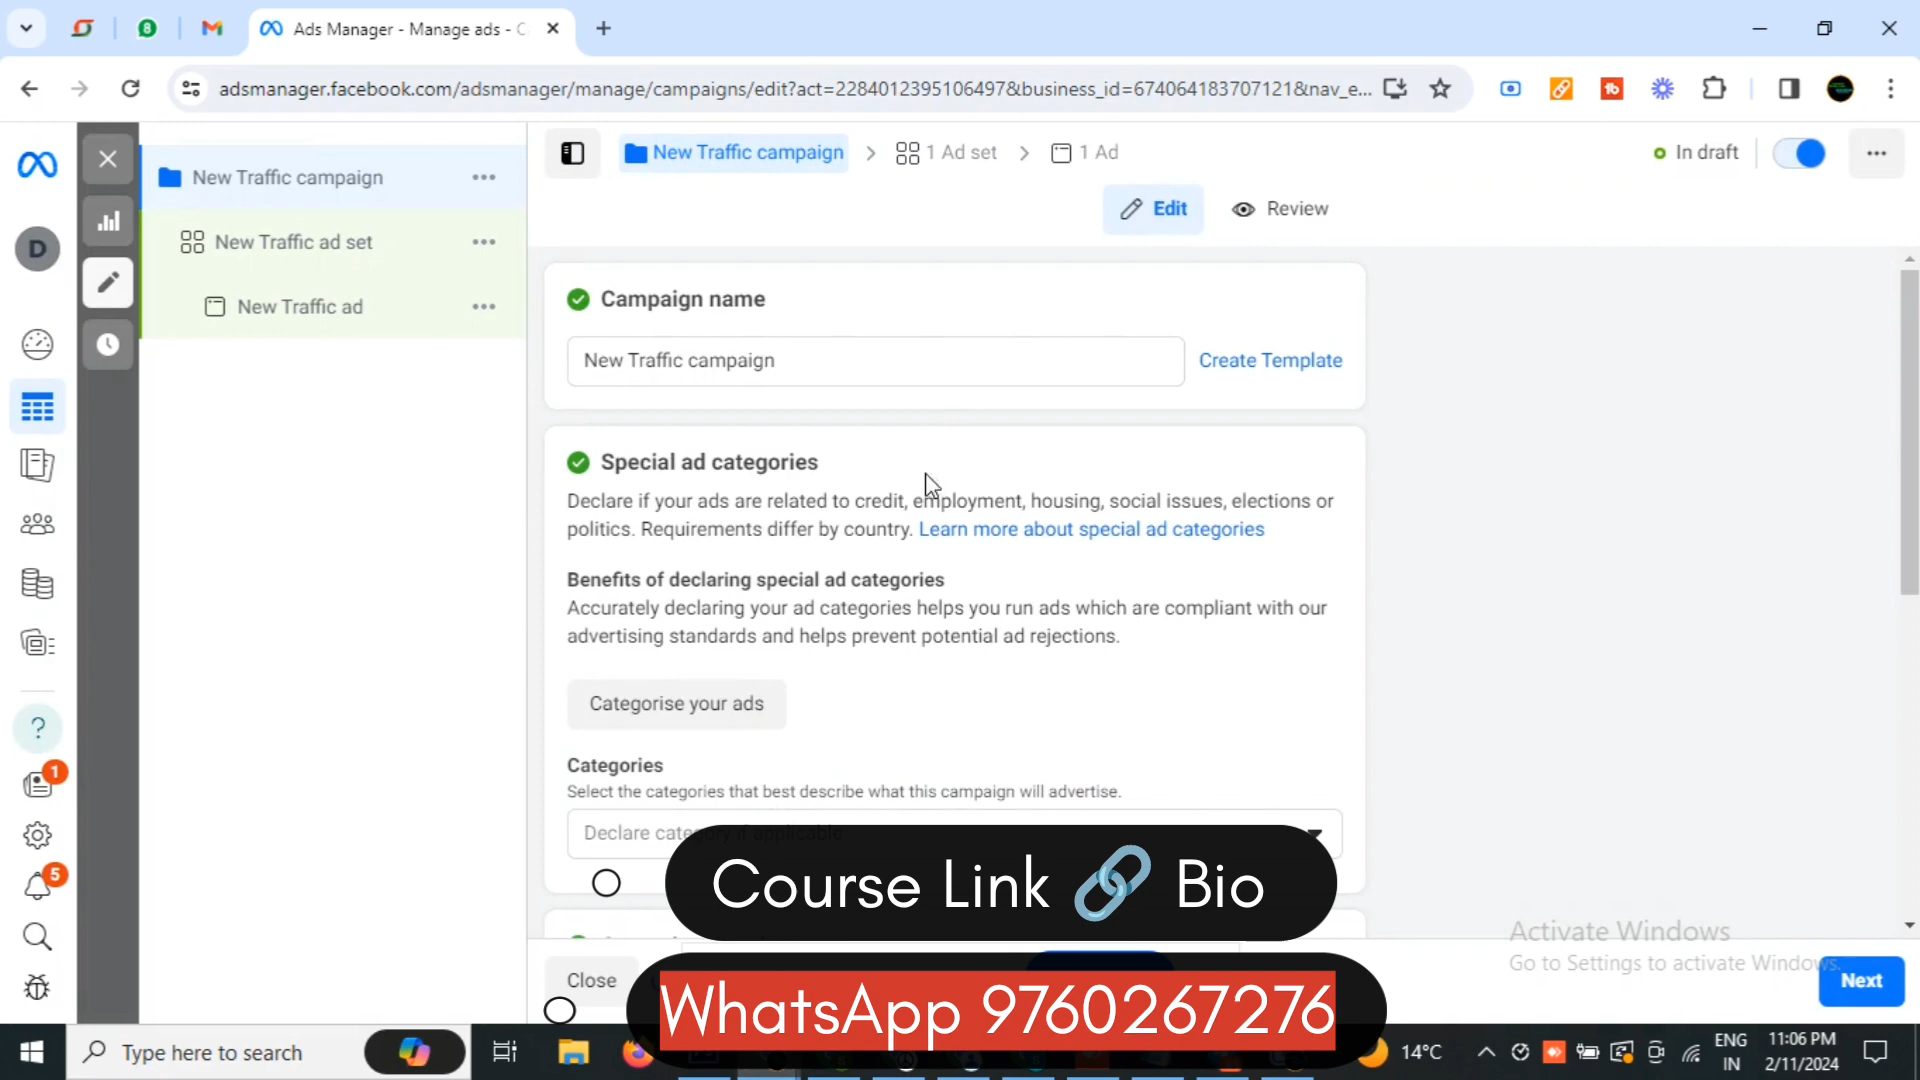 Ads Manager - Manage ads - C
adsmanager.facebook.com/adsmanager/manage/campaigns/edit?act=2284012395106497&business_id=674064183707121&nav_e...
New Traffic campaign
New Traffic ad set
New Traffic ad
D
?
1
5
New Traffic campaign
1 Ad set
1 Ad
In draft
Edit
Review
Campaign name
New Traffic campaign
Create Template
Special ad categories
Declare if your ads are related to credit, employment, housing, social issues, elections or
politics. Requirements differ by country. Learn more about special ad categories
Benefits of declaring special ad categories
Accurately declaring your ad categories helps you run ads which are compliant with our
advertising standards and helps prevent potential ad rejections.
Categorise your ads
Categories
Select the categories that best describe what this campaign will advertise.
Declare category if applicable
Course Link 🔗 Bio
Activate Windows
Go to Settings to activate Windows.
Close
Next
WhatsApp 9760267276
Type here to search
14°C
ENG
IN
11:06 PM
2/11/2024